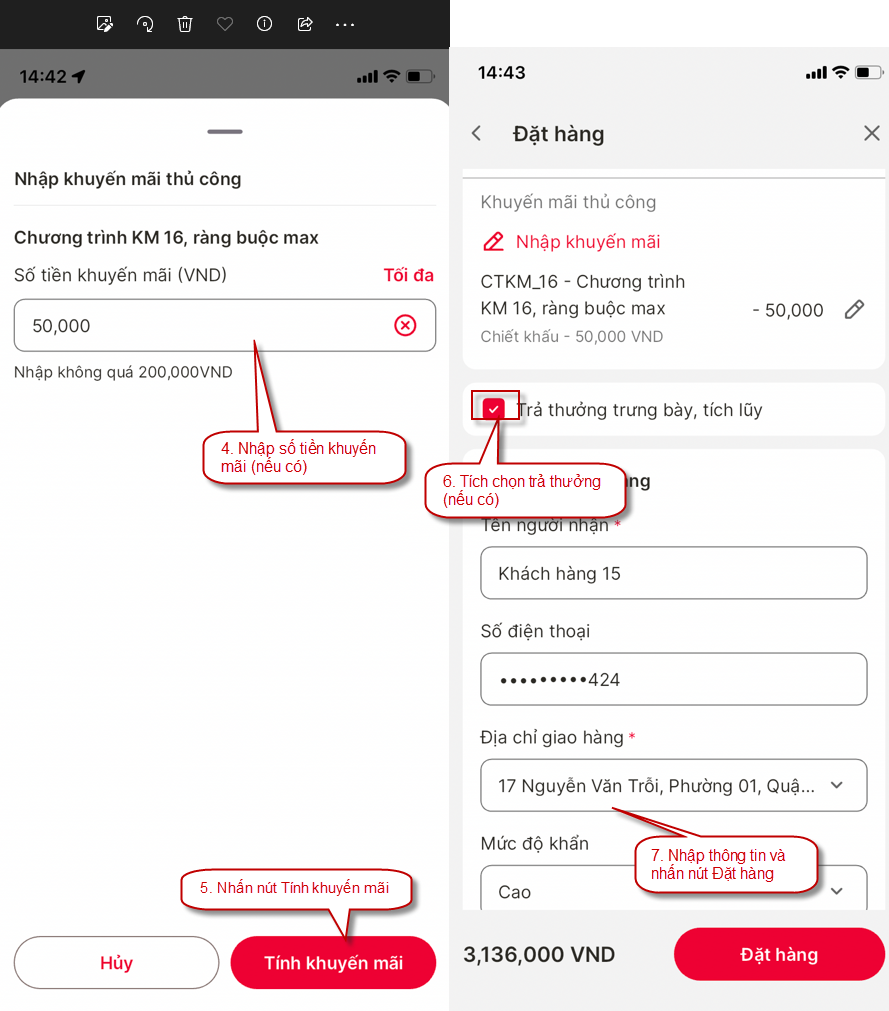 14:42
Nhập khuyến mãi thủ công
Chương trình KM 16, ràng buộc max
Số tiền khuyến mãi (VND)
Tối đa
50,000
Nhập không quá 200,000VND
4. Nhập số tiền khuyến
mãi (nếu có)
5. Nhấn nút Tính khuyến mãi
Hủy
Tính khuyến mãi
14:43
Đặt hàng
Khuyến mãi thủ công
Nhập khuyến mãi
CTKM_16 - Chương trình
KM 16, ràng buộc max
- 50,000
Chiết khấu - 50,000 VND
Trả thưởng trưng bày, tích lũy
6. Tích chọn trả thưởng
(nếu có)
Tên người nhận *
Khách hàng 15
Số điện thoại
•••••••••424
Địa chỉ giao hàng *
17 Nguyễn Văn Trỗi, Phường 01, Quậ...
Mức độ khẩn
7. Nhập thông tin và
nhấn nút Đặt hàng
Cao
3,136,000 VND
Đặt hàng